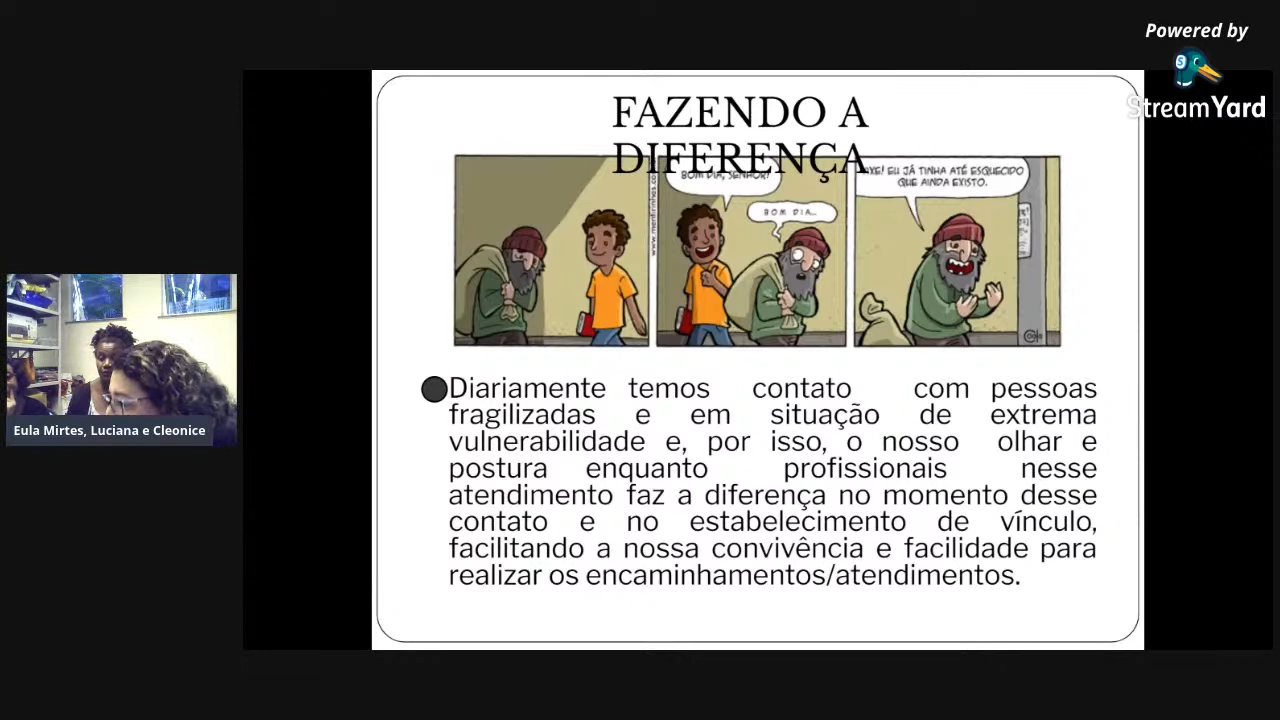 Powered by
StreamYard
FAZENDO A
DIFERENÇA
BOM DIA, SENHOR!
BOM DIA...
EU JÁ TINHA ATÉ ESQUECIDO
QUE AINDA EXISTO.
Diariamente temos contato com pessoas
fragilizadas e em situação de extrema
vulnerabilidade e, por isso, o nosso olhar e
postura enquanto profissionais nesse
atendimento faz a diferença no momento desse
contato e no estabelecimento de vínculo,
facilitando a nossa convivência e facilidade para
realizar os encaminhamentos/atendimentos.
Eula Mirtes, Luciana e Cleonice